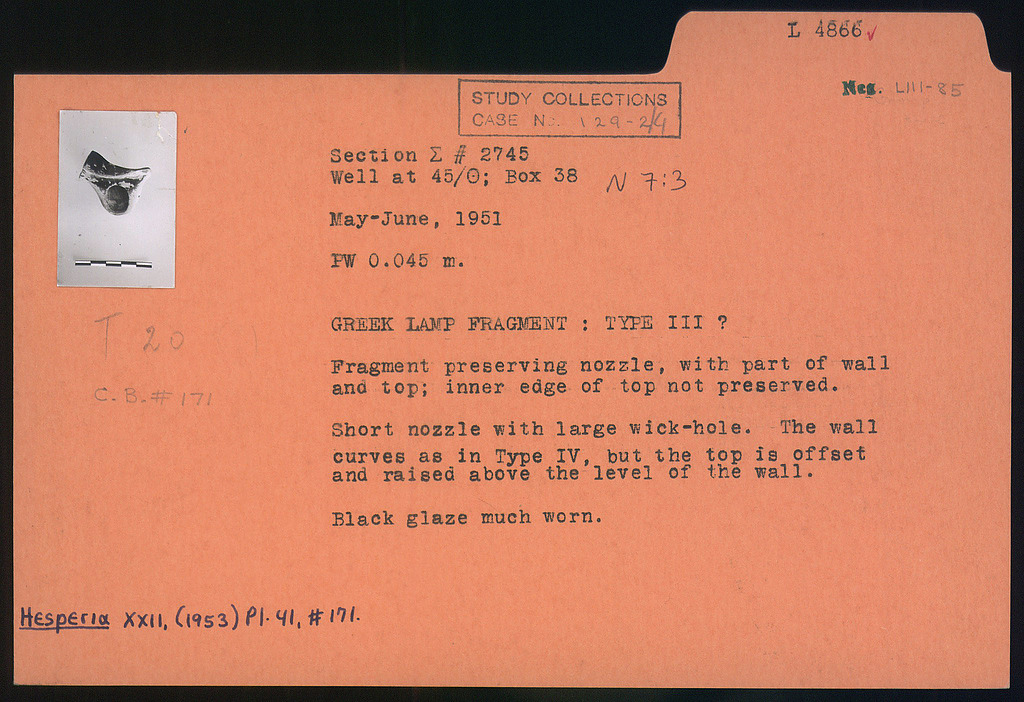 L 4866 ✓
Neg. LIII-85
STUDY COLLECTIONS
CASE No. 129-24
Section Σ # 2745
Well at 45/Θ; Box 38 N 7:3
May-June, 1951
PW 0.045 m.
GREEK LAMP FRAGMENT : TYPE III ?
Fragment preserving nozzle, with part of wall
and top; inner edge of top not preserved.
Short nozzle with large wick-hole. The wall
curves as in Type IV, but the top is offset
and raised above the level of the wall.
Black glaze much worn.
T 20
C.B.# 171
Hesperia XXII, (1953) Pl. 41, # 171.